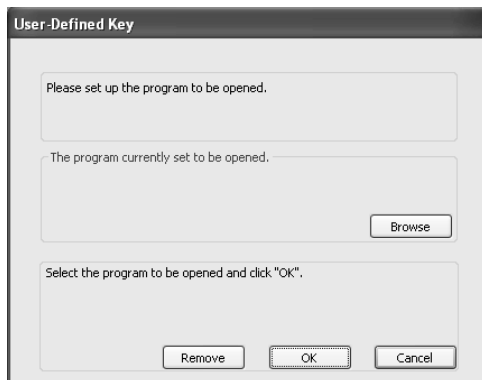 User-Defined Key
Please set up the program to be opened.
The program currently set to be opened.
Browse
Select the program to be opened and click "OK".
Remove
OK
Cancel